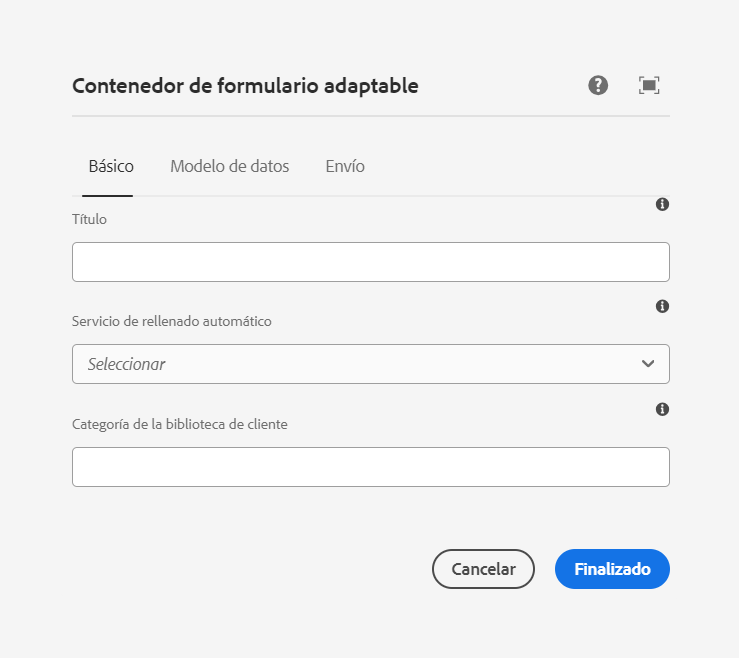 Contenedor de formulario adaptable
Básico Modelo de datos Envío
Título
Servicio de rellenado automático
Seleccionar
Categoría de la biblioteca de cliente
Cancelar Finalizado